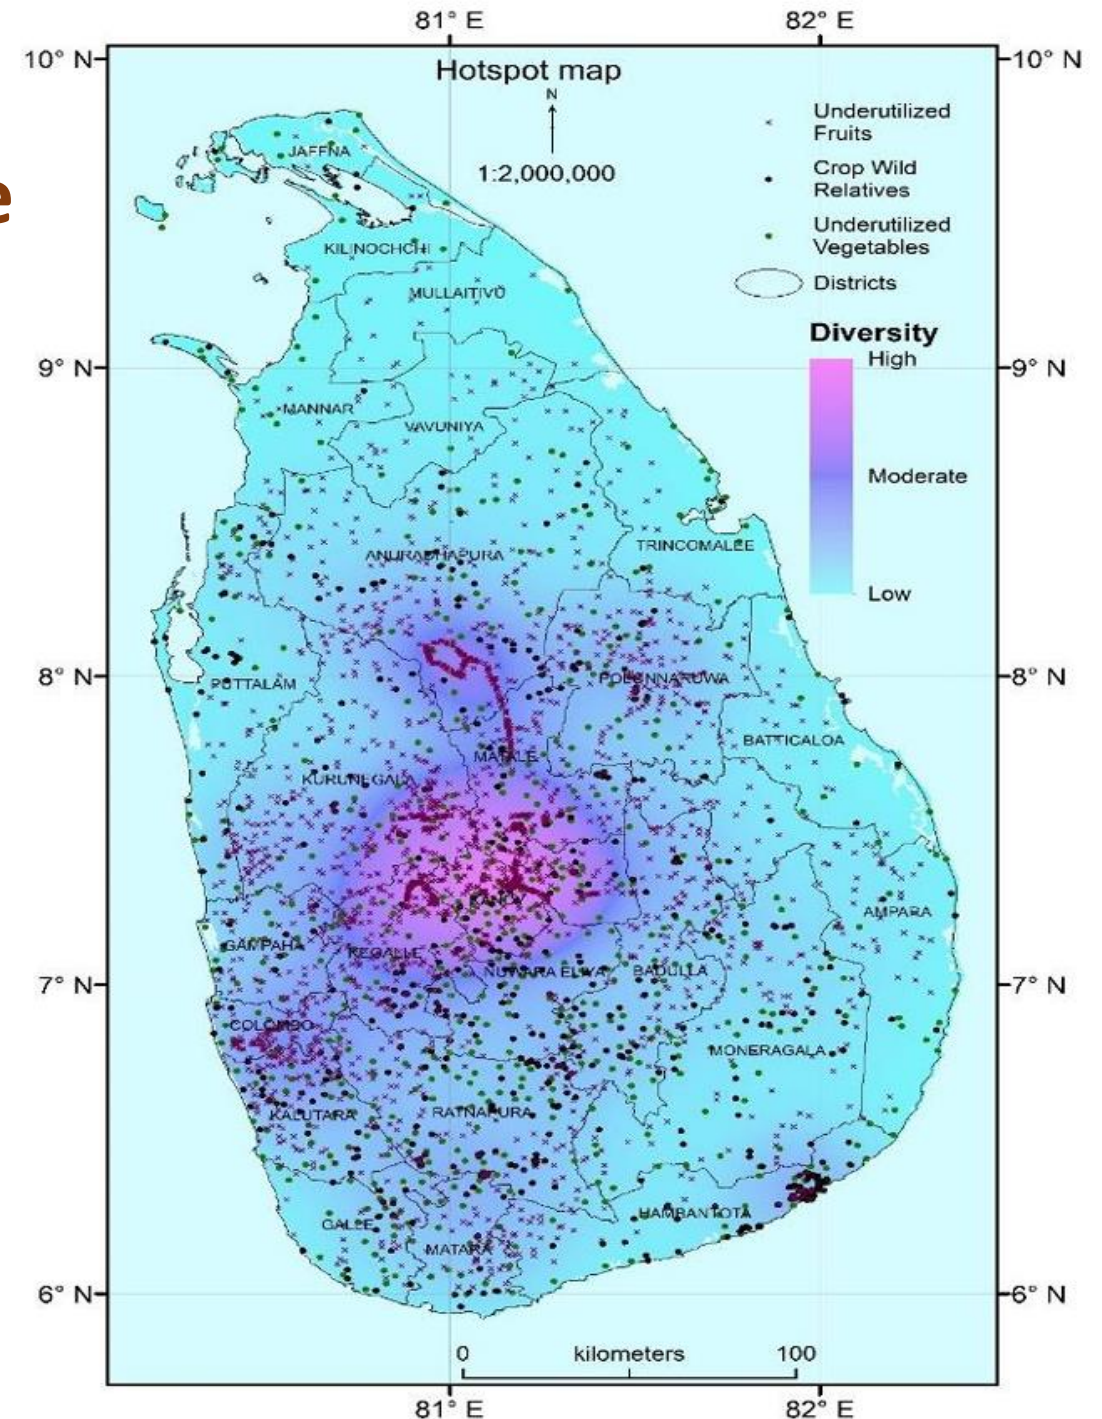 81° E 82° E
10° N 10° N
Hotspot map
N
1:2,000,000
Underutilized
Fruits
Crop Wild
Relatives
Underutilized
Vegetables
Districts
Diversity
High
Moderate
Low
e
JAFFNA
KILINOCHCHI
MULLAITIVU
9° N 9° N
MANNAR
VAVUNIYA
ANURADHAPURA
TRINCOMALEE
8° N 8° N
PUTTALAM
POLONNARUWA
BATTICALOA
MATALE
KURUNEGALA
KANDY
AMPARA
GAMPAHA
KEGALLE
NUWARA ELIYA
BADULLA
7° N 7° N
COLOMBO
MONERAGALA
KALUTARA
RATNAPURA
HAMBANTOTA
GALLE
MATARA
6° N 6° N
0 kilometers 100
81° E 82° E